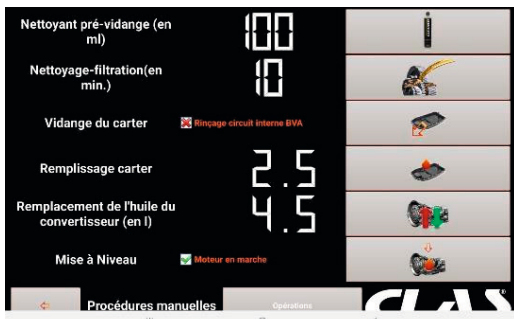 Nettoyant pré-vidange (en
ml) 100
Nettoyage-filtration(en
min.) 10
Vidange du carter Rinçage circuit interne BVA
Remplissage carter 2.5
Remplacement de l'huile du
convertisseur (en l) 4.5
Mise à Niveau Moteur en marche
Procédures manuelles Opérations CLAS®